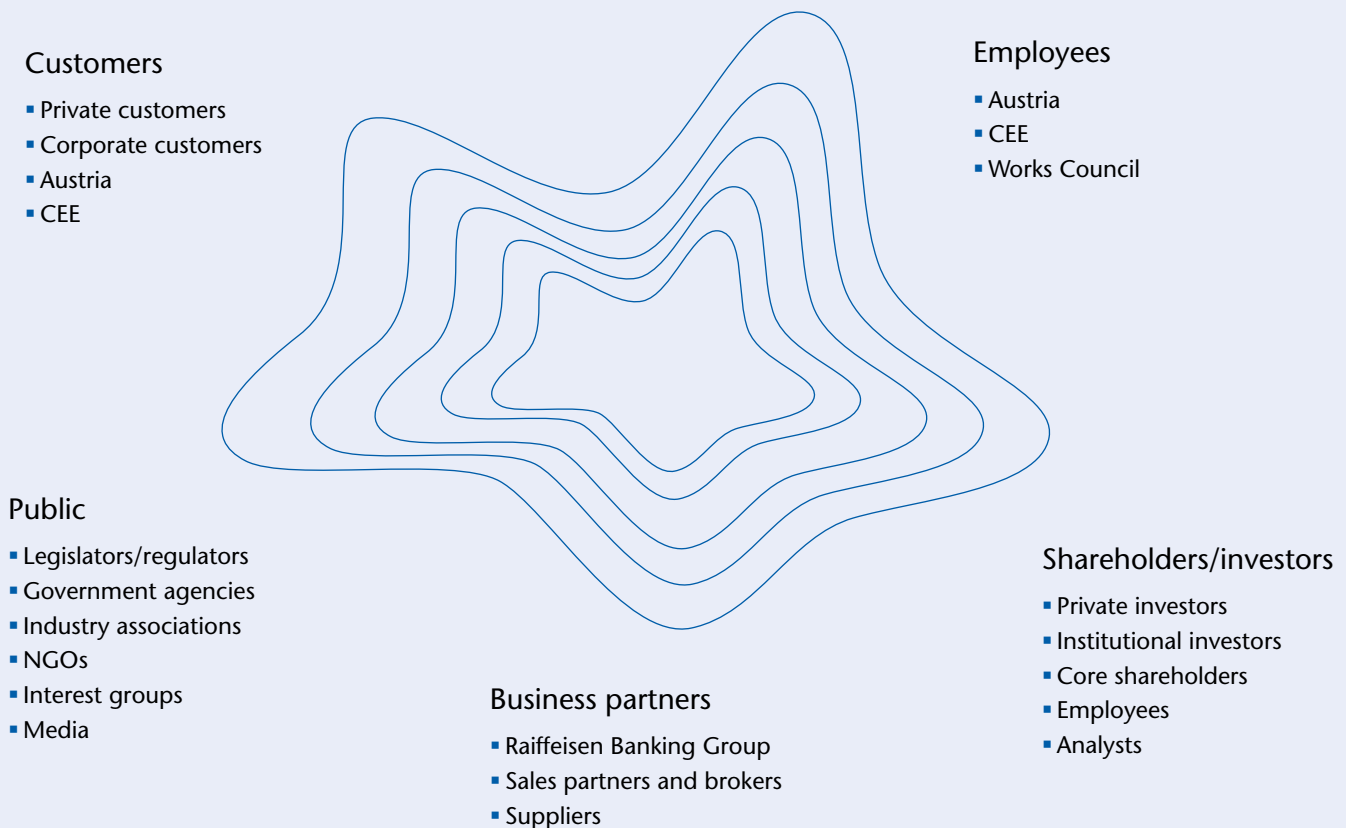 Customers
▪ Private customers
▪ Corporate customers
▪ Austria
▪ CEE
Employees
▪ Austria
▪ CEE
▪ Works Council
Public
▪ Legislators/regulators
▪ Government agencies
▪ Industry associations
▪ NGOs
▪ Interest groups
▪ Media
Business partners
▪ Raiffeisen Banking Group
▪ Sales partners and brokers
▪ Suppliers
Shareholders/investors
▪ Private investors
▪ Institutional investors
▪ Core shareholders
▪ Employees
▪ Analysts